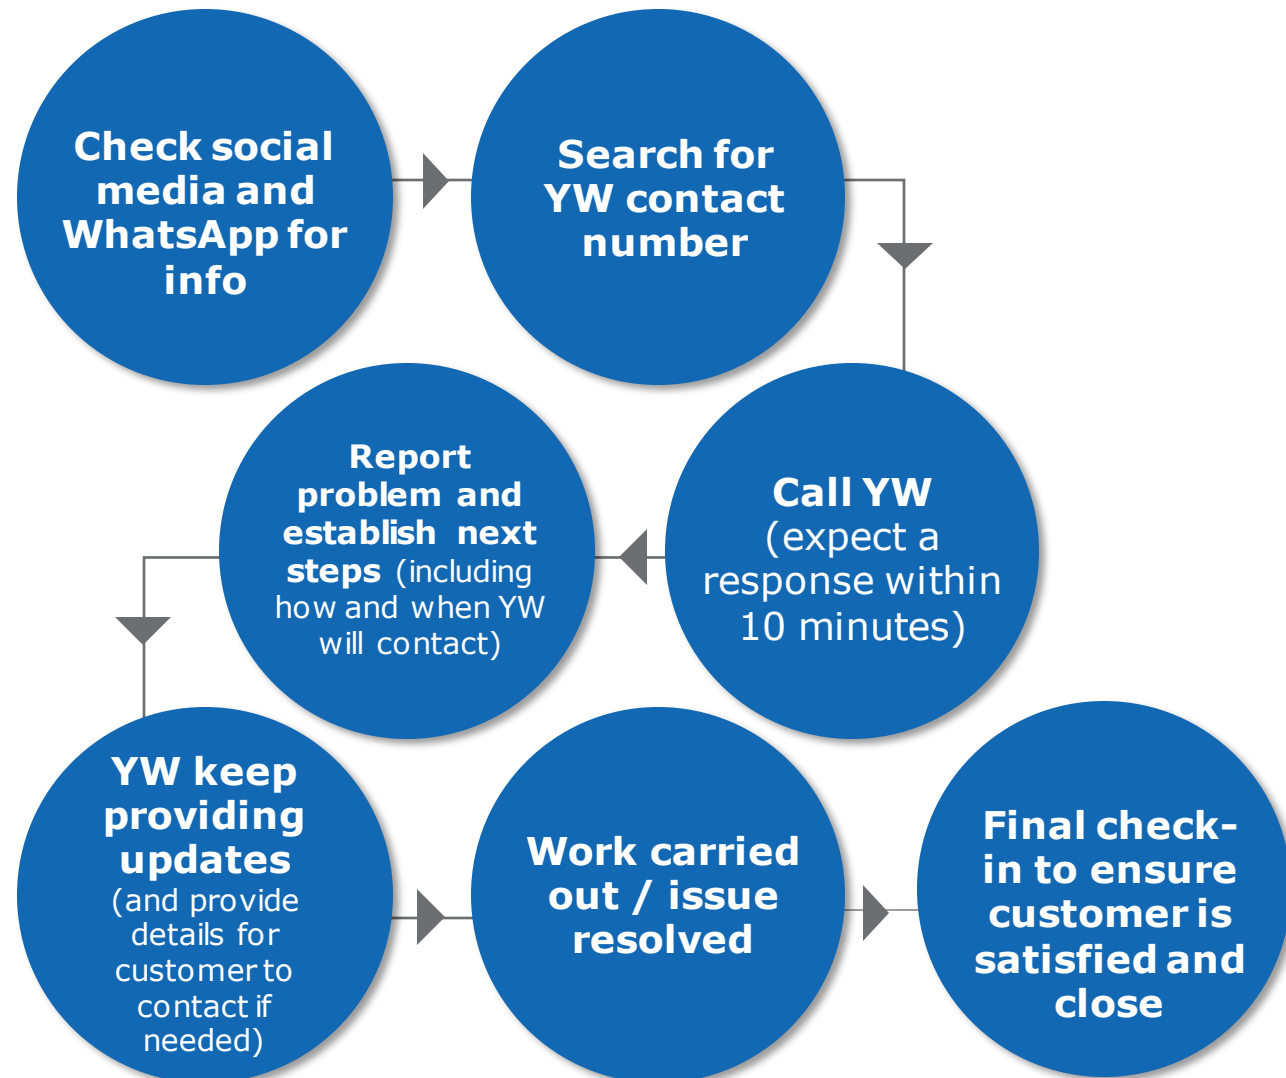 Check social
media and
WhatsApp for
info
Search for
YW contact
number
Call YW
(expect a
response within
10 minutes)
Report
problem and
establish next
steps (including
how and when YW
will contact)
YW keep
providing
updates
(and provide
details for
customer to
contact if
needed)
Work carried
out / issue
resolved
Final check-
in to ensure
customer is
satisfied and
close